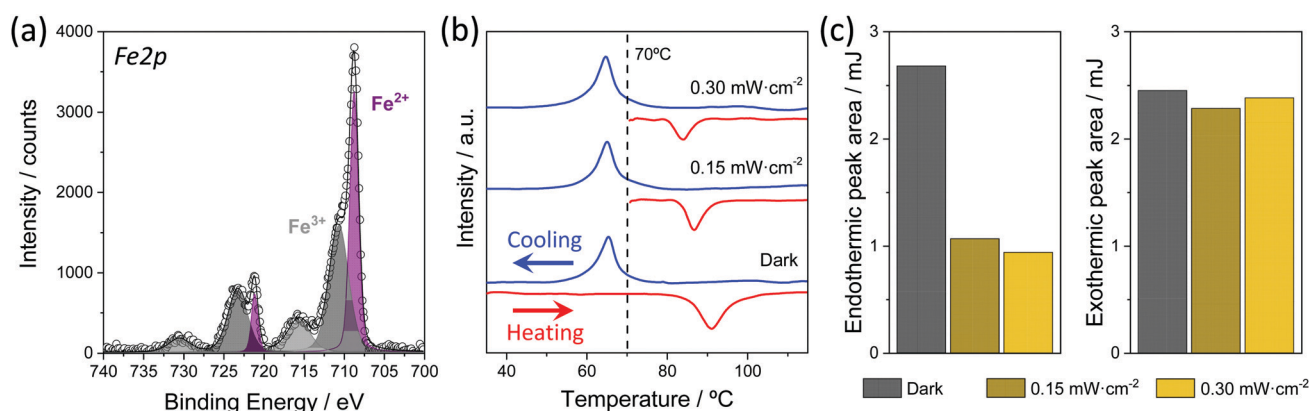 (a)
Fe2p
Fe²⁺
Fe³⁺
Intensity / counts
4000
3000
2000
1000
0
740 735 730 725 720 715 710 705 700
Binding Energy / eV
(b)
70ºC
0.30 mW·cm⁻²
0.15 mW·cm⁻²
Dark
Cooling
Heating
Intensity / a.u.
40 60 80 100
Temperature / ºC
(c)
Endothermic peak area / mJ
3
2
1
0
Exothermic peak area / mJ
3
2
1
0
Dark 0.15 mW·cm⁻² 0.30 mW·cm⁻²